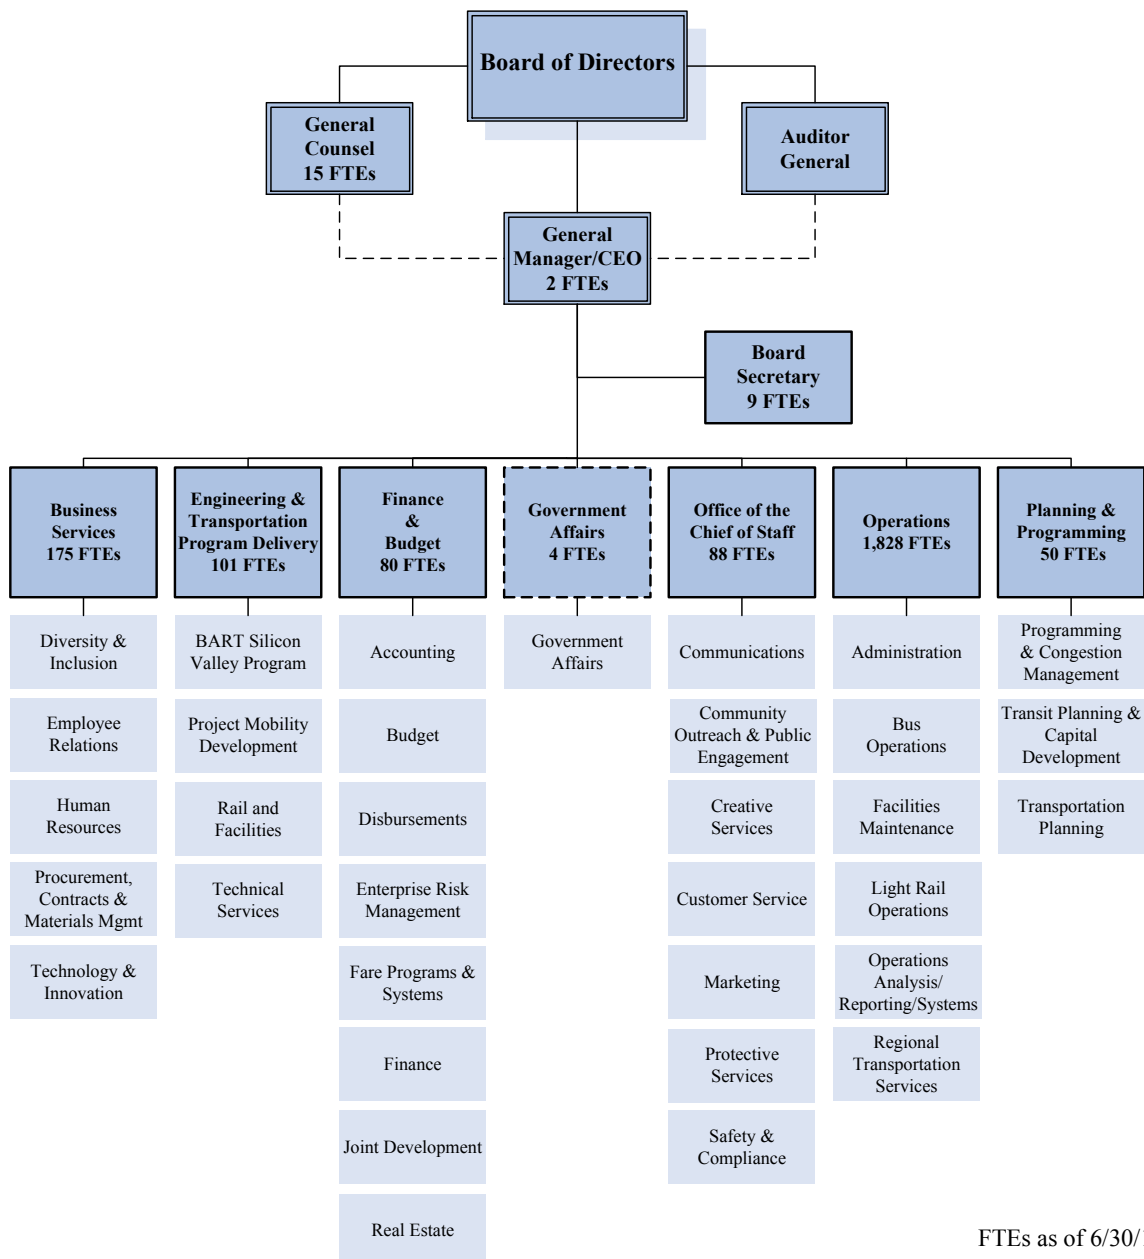 Board of Directors
General
Counsel
15 FTEs
Auditor
General
General
Manager/CEO
2 FTEs
Board
Secretary
9 FTEs
Business
Services
175 FTEs
Engineering &
Transportation
Program Delivery
101 FTEs
Finance
&
Budget
80 FTEs
Government
Affairs
4 FTEs
Office of the
Chief of Staff
88 FTEs
Operations
1,828 FTEs
Planning &
Programming
50 FTEs
Diversity &
Inclusion
Employee
Relations
Human
Resources
Procurement,
Contracts &
Materials Mgmt
Technology &
Innovation
BART Silicon
Valley Program
Project Mobility
Development
Rail and
Facilities
Technical
Services
Accounting
Budget
Disbursements
Enterprise Risk
Management
Fare Programs &
Systems
Finance
Joint Development
Real Estate
Government
Affairs
Communications
Community
Outreach & Public
Engagement
Creative
Services
Customer Service
Marketing
Protective
Services
Safety &
Compliance
Administration
Bus
Operations
Facilities
Maintenance
Light Rail
Operations
Operations
Analysis/
Reporting/Systems
Regional
Transportation
Services
Programming
& Congestion
Management
Transit Planning &
Capital
Development
Transportation
Planning
FTEs as of 6/30/